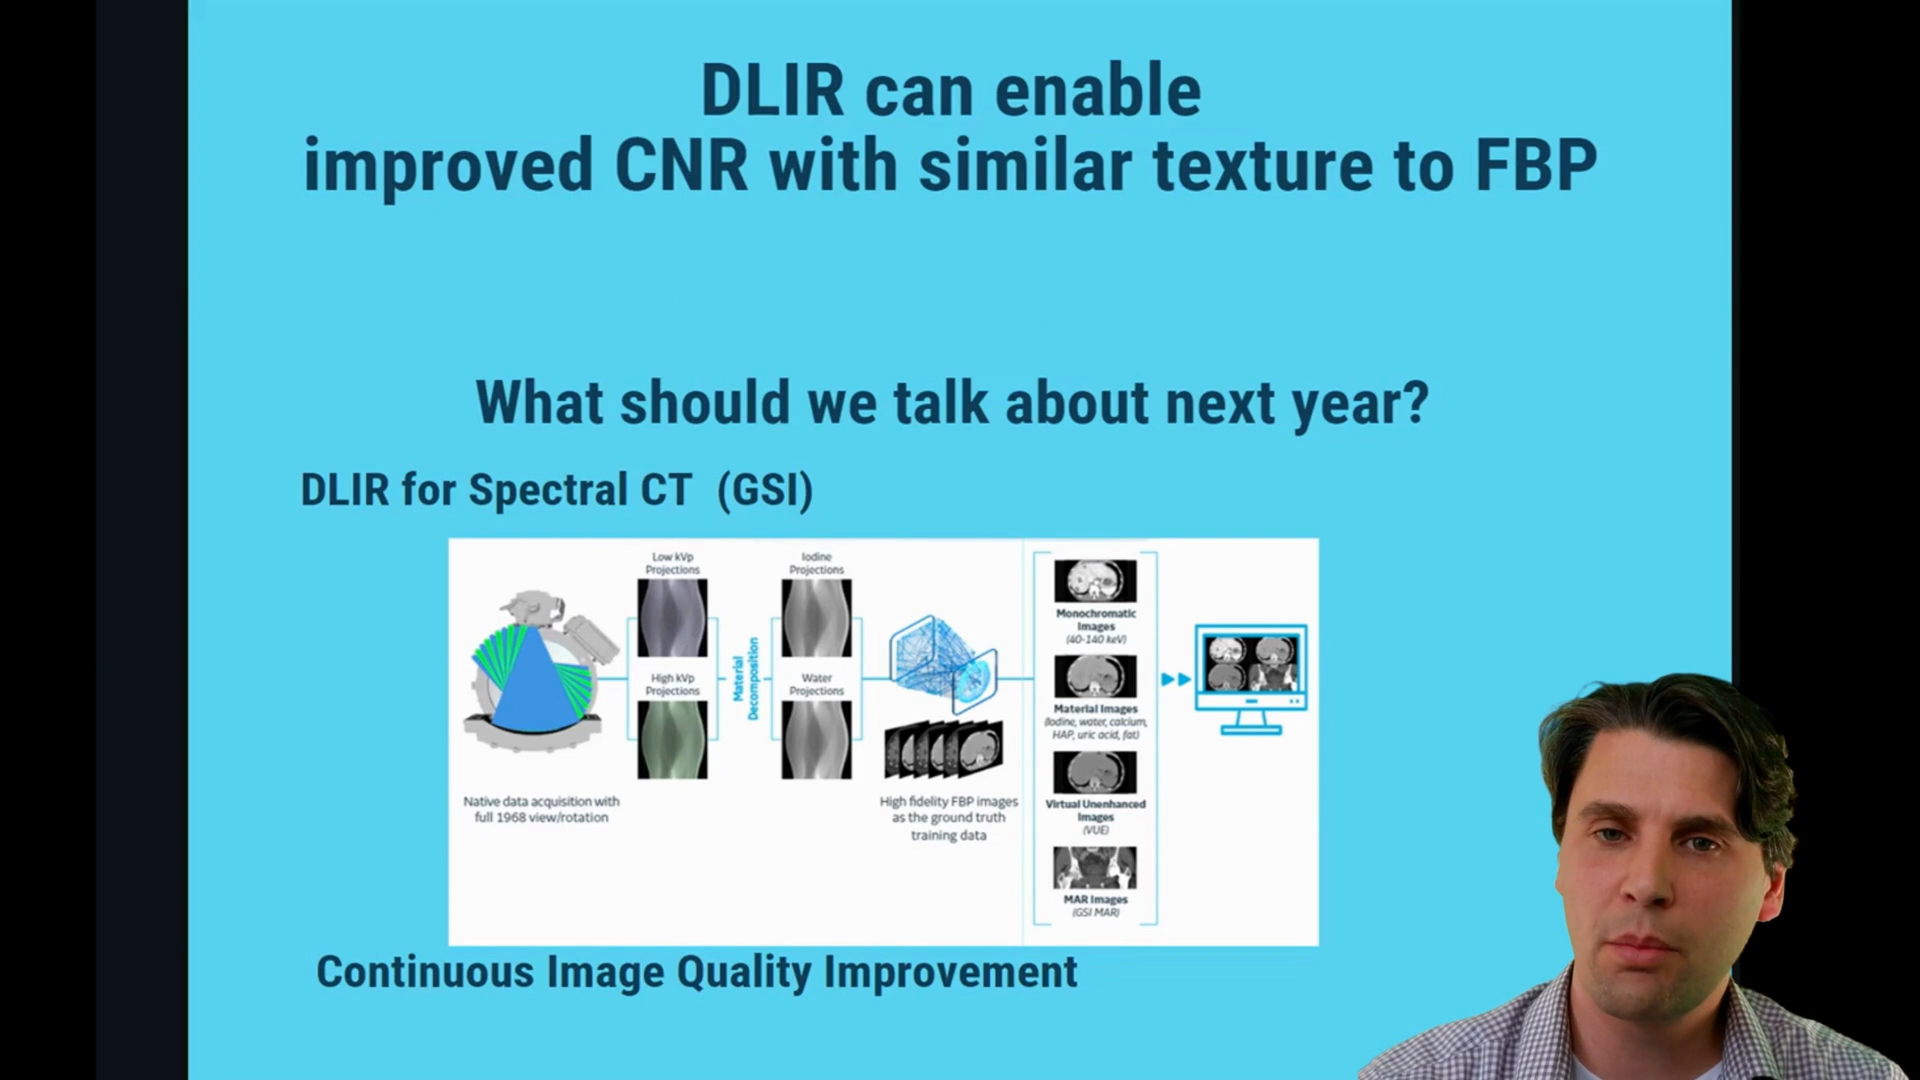 DLIR can enable
improved CNR with similar texture to FBP
What should we talk about next year?
DLIR for Spectral CT (GSI)
Low kVp
Projections
High kVp
Projections
Material
Decomposition
Iodine
Projections
Water
Projections
Native data acquisition with
full 1968 view/rotation
High fidelity FBP images
as the ground truth
training data
Monochromatic
Images
(40-140 keV)
Material Images
(Iodine, water, calcium,
HAP, uric acid, fat)
Virtual Unenhanced
Images
(VUE)
MAR Images
(GSI MAR)
Continuous Image Quality Improvement